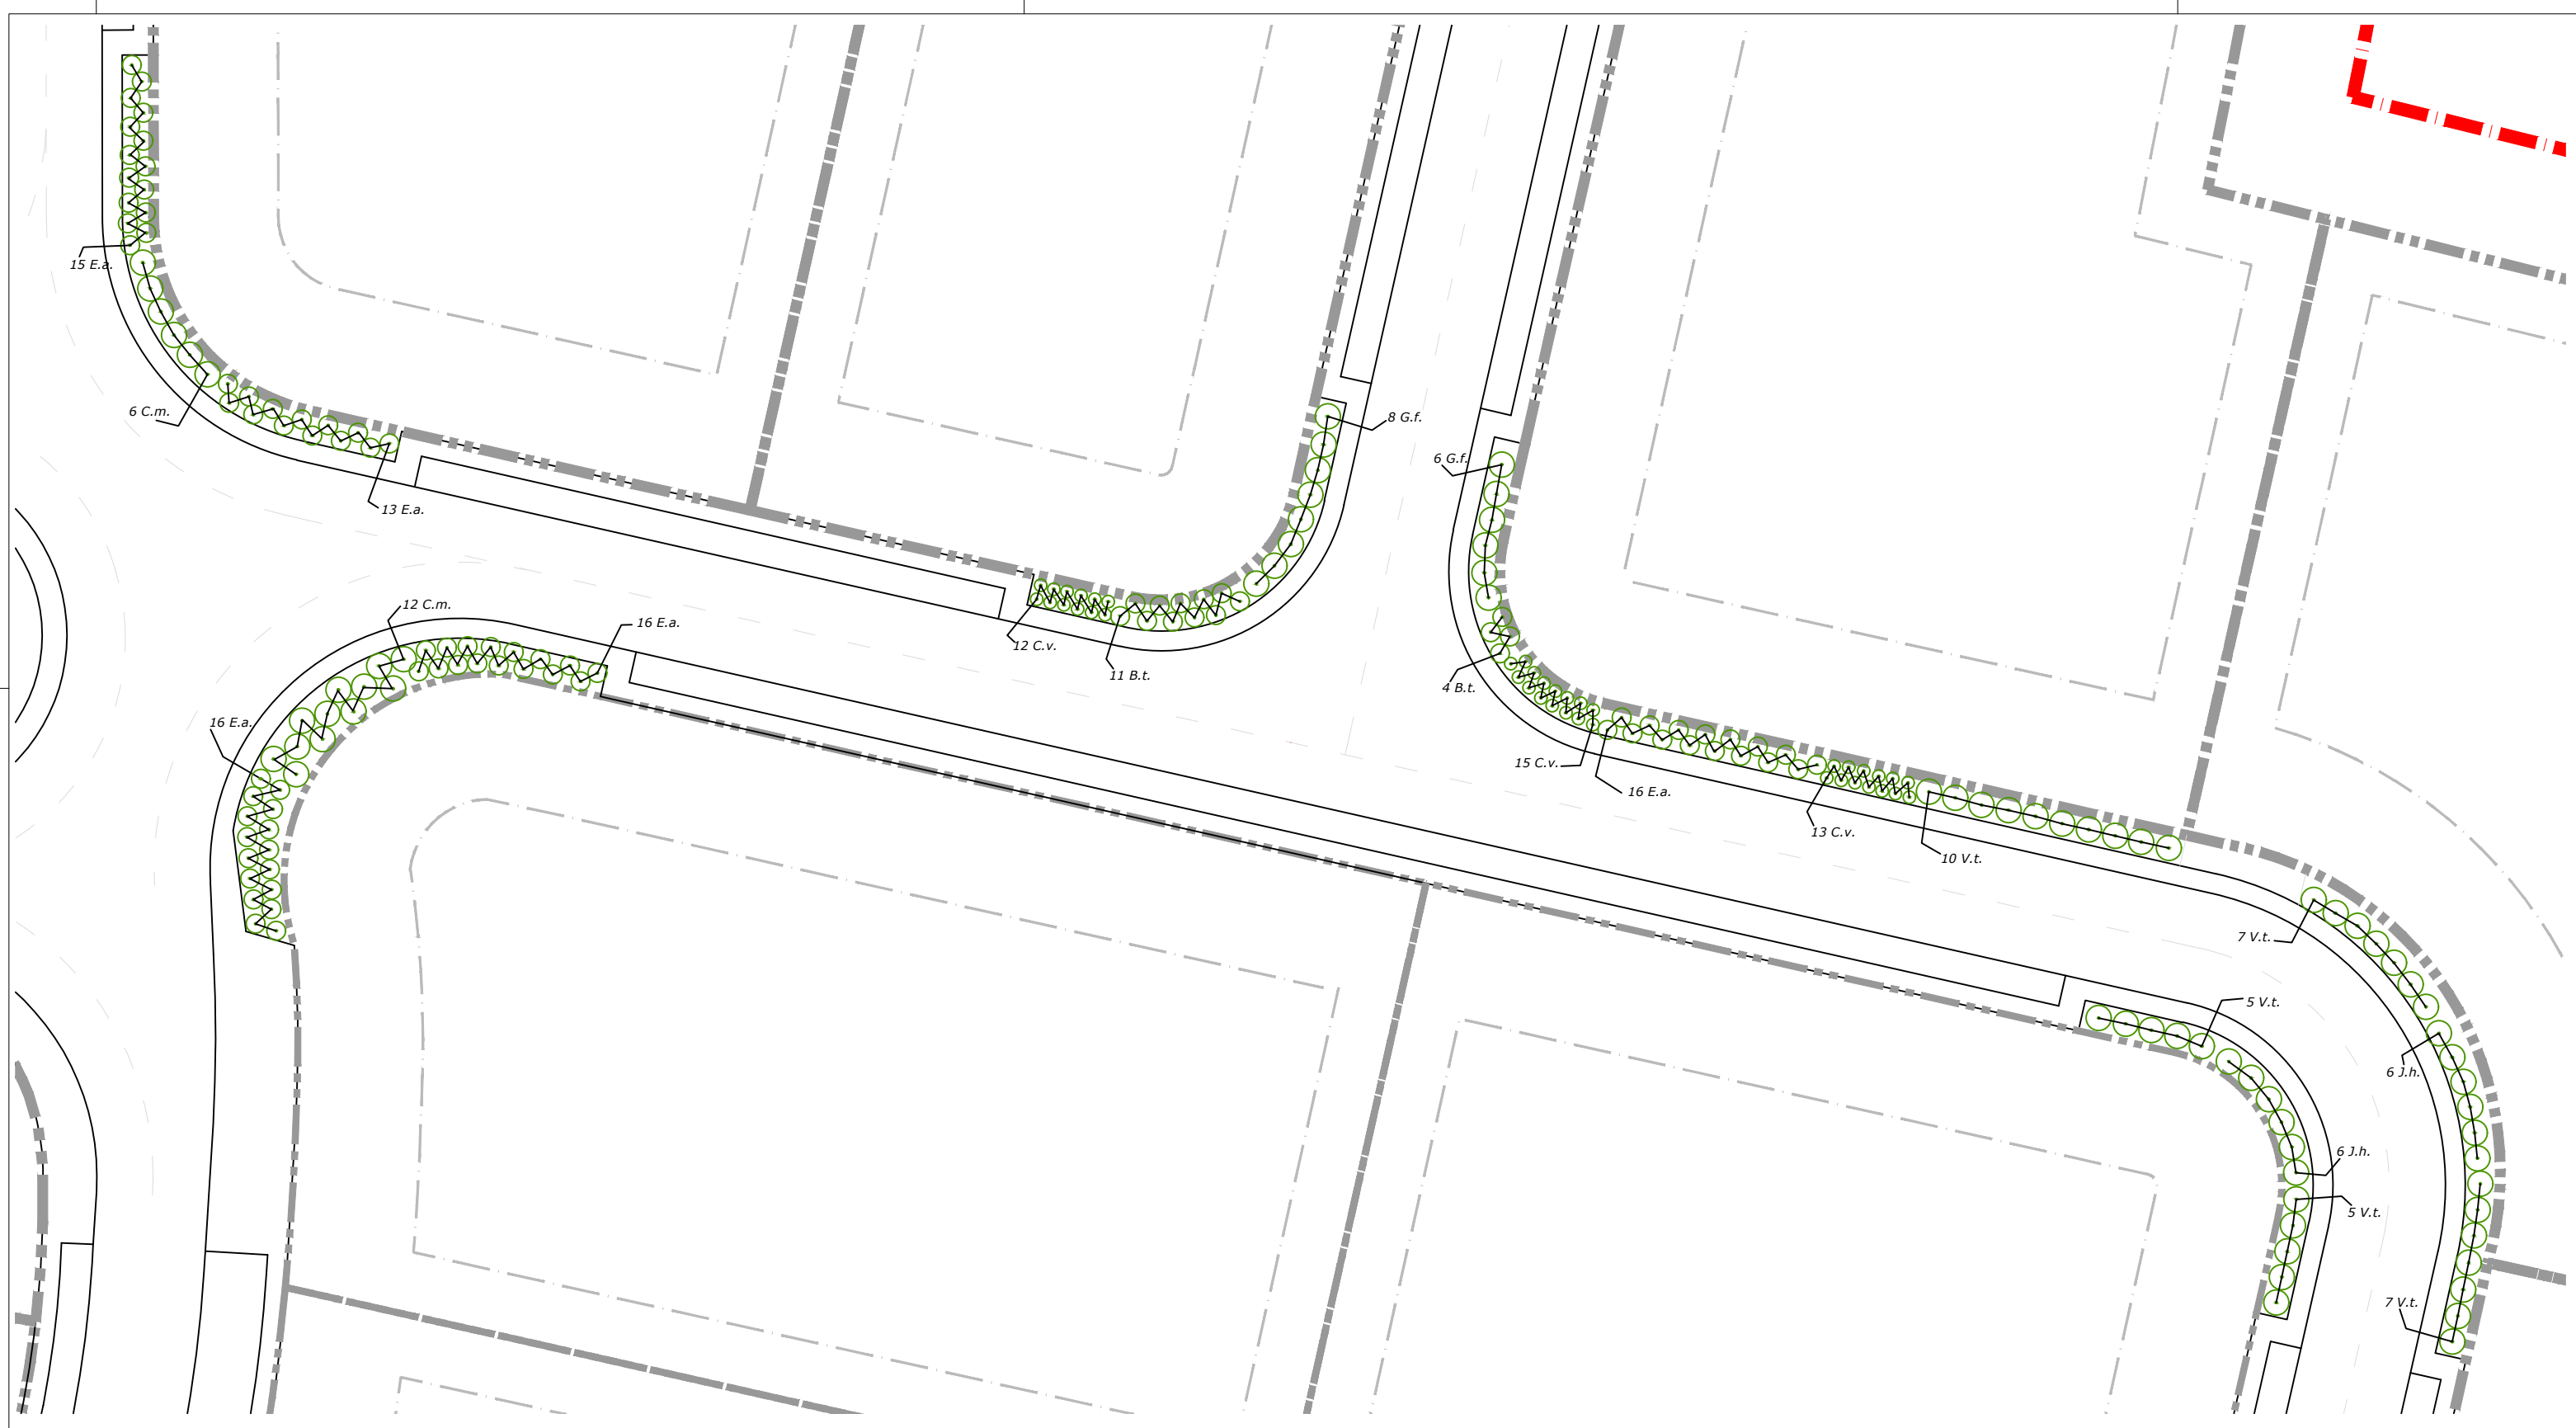 15 E.a.
6 C.m.
8 G.f.
6 G.f.
13 E.a.
12 C.m.
16 E.a.
12 C.v.
11 B.t.
4 B.t.
16 E.a.
15 C.v.
16 E.a.
13 C.v.
10 V.t.
7 V.t.
5 V.t.
6 J.h.
6 J.h.
5 V.t.
7 V.t.